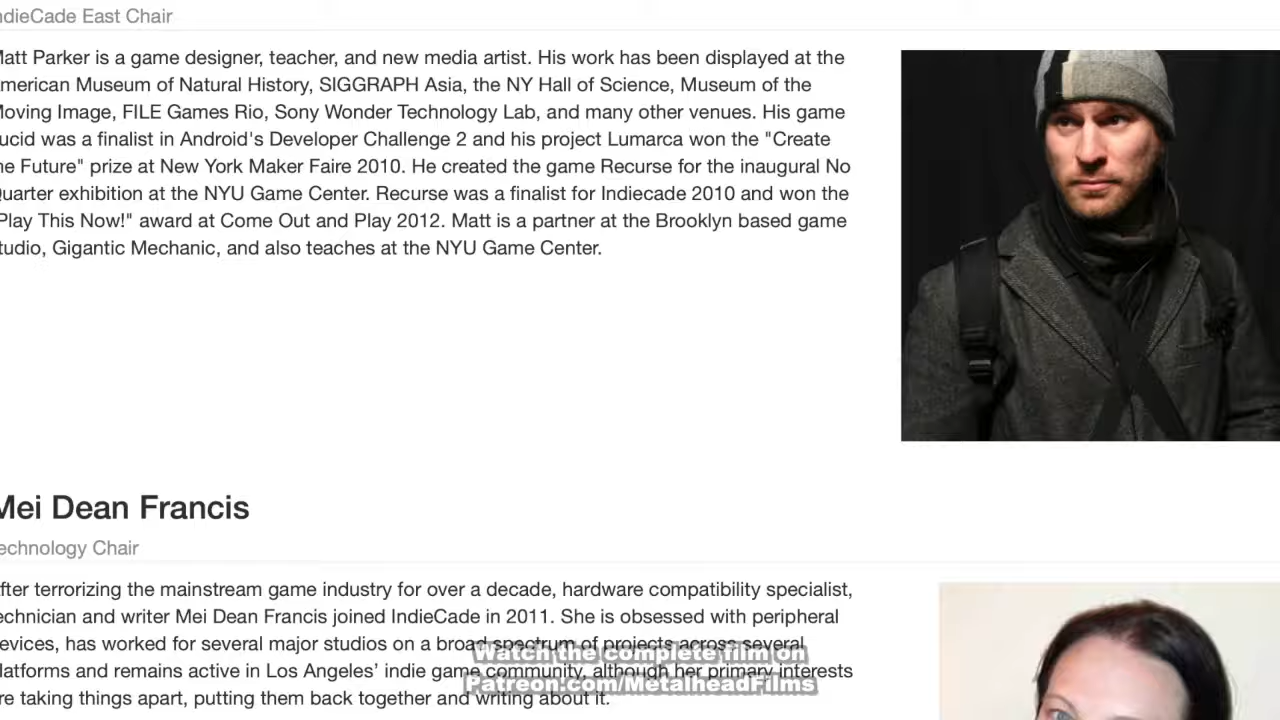 ndieCade East Chair
Matt Parker is a game designer, teacher, and new media artist. His work has been displayed at the
American Museum of Natural History, SIGGRAPH Asia, the NY Hall of Science, Museum of the
Moving Image, FILE Games Rio, Sony Wonder Technology Lab, and many other venues. His game
ucid was a finalist in Android's Developer Challenge 2 and his project Lumarca won the "Create
he Future" prize at New York Maker Faire 2010. He created the game Recurse for the inaugural No
Quarter exhibition at the NYU Game Center. Recurse was a finalist for Indiecade 2010 and won the
"Play This Now!" award at Come Out and Play 2012. Matt is a partner at the Brooklyn based game
tudio, Gigantic Mechanic, and also teaches at the NYU Game Center.
Mei Dean Francis
echnology Chair
fter terrorizing the mainstream game industry for over a decade, hardware compatibility specialist,
echnician and writer Mei Dean Francis joined IndieCade in 2011. She is obsessed with peripheral
evices, has worked for several major studios on a broad spectrum of projects across several
latforms and remains active in Los Angeles' indie game community, although her primary interests
re taking things apart, putting them back together and writing about it.
Watch the complete film on
Patreon.com/MetalheadFilms